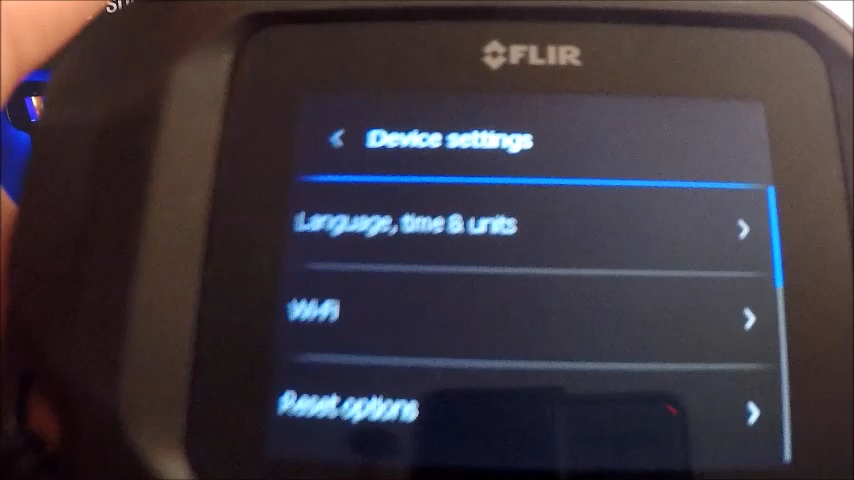 FLIR
Device settings
Language, time & units
Wi-Fi
Reset options